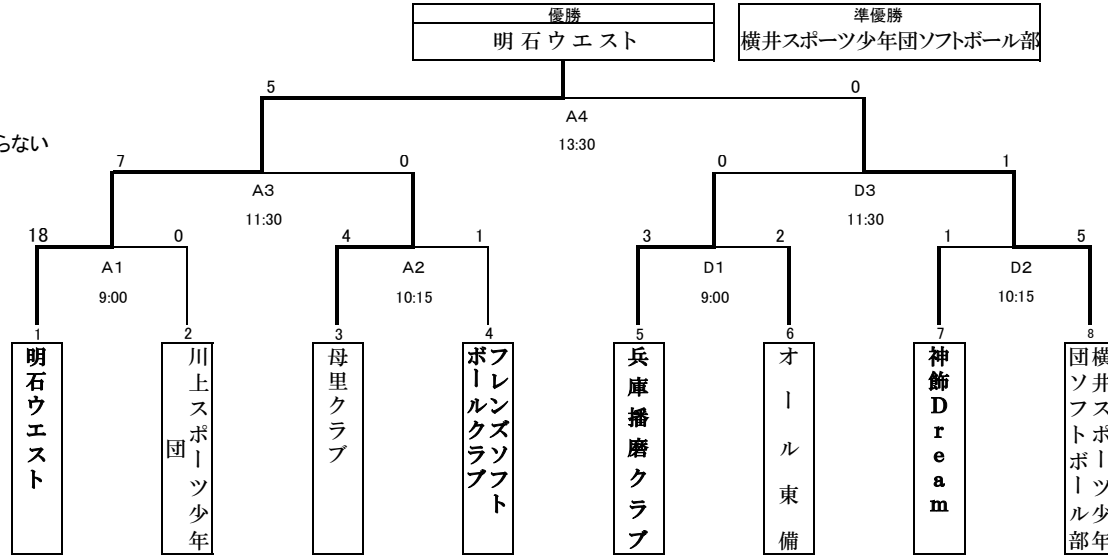 優勝
明石ウエスト
準優勝
横井スポーツ少年団ソフトボール部
5
0
A4
13:30
らない
7
0
0
1
A3
11:30
D3
11:30
18
0
4
1
3
2
1
5
A1
9:00
A2
10:15
D1
9:00
D2
10:15
1
2
3
4
5
6
7
8
明石ウエスト
川上スポーツ少年
団
母里クラブ
フレンズソフト
ボールクラブ
兵庫播磨クラブ
オール東備
神飾Dream
横井スポーツ少年
団ソフトボール部